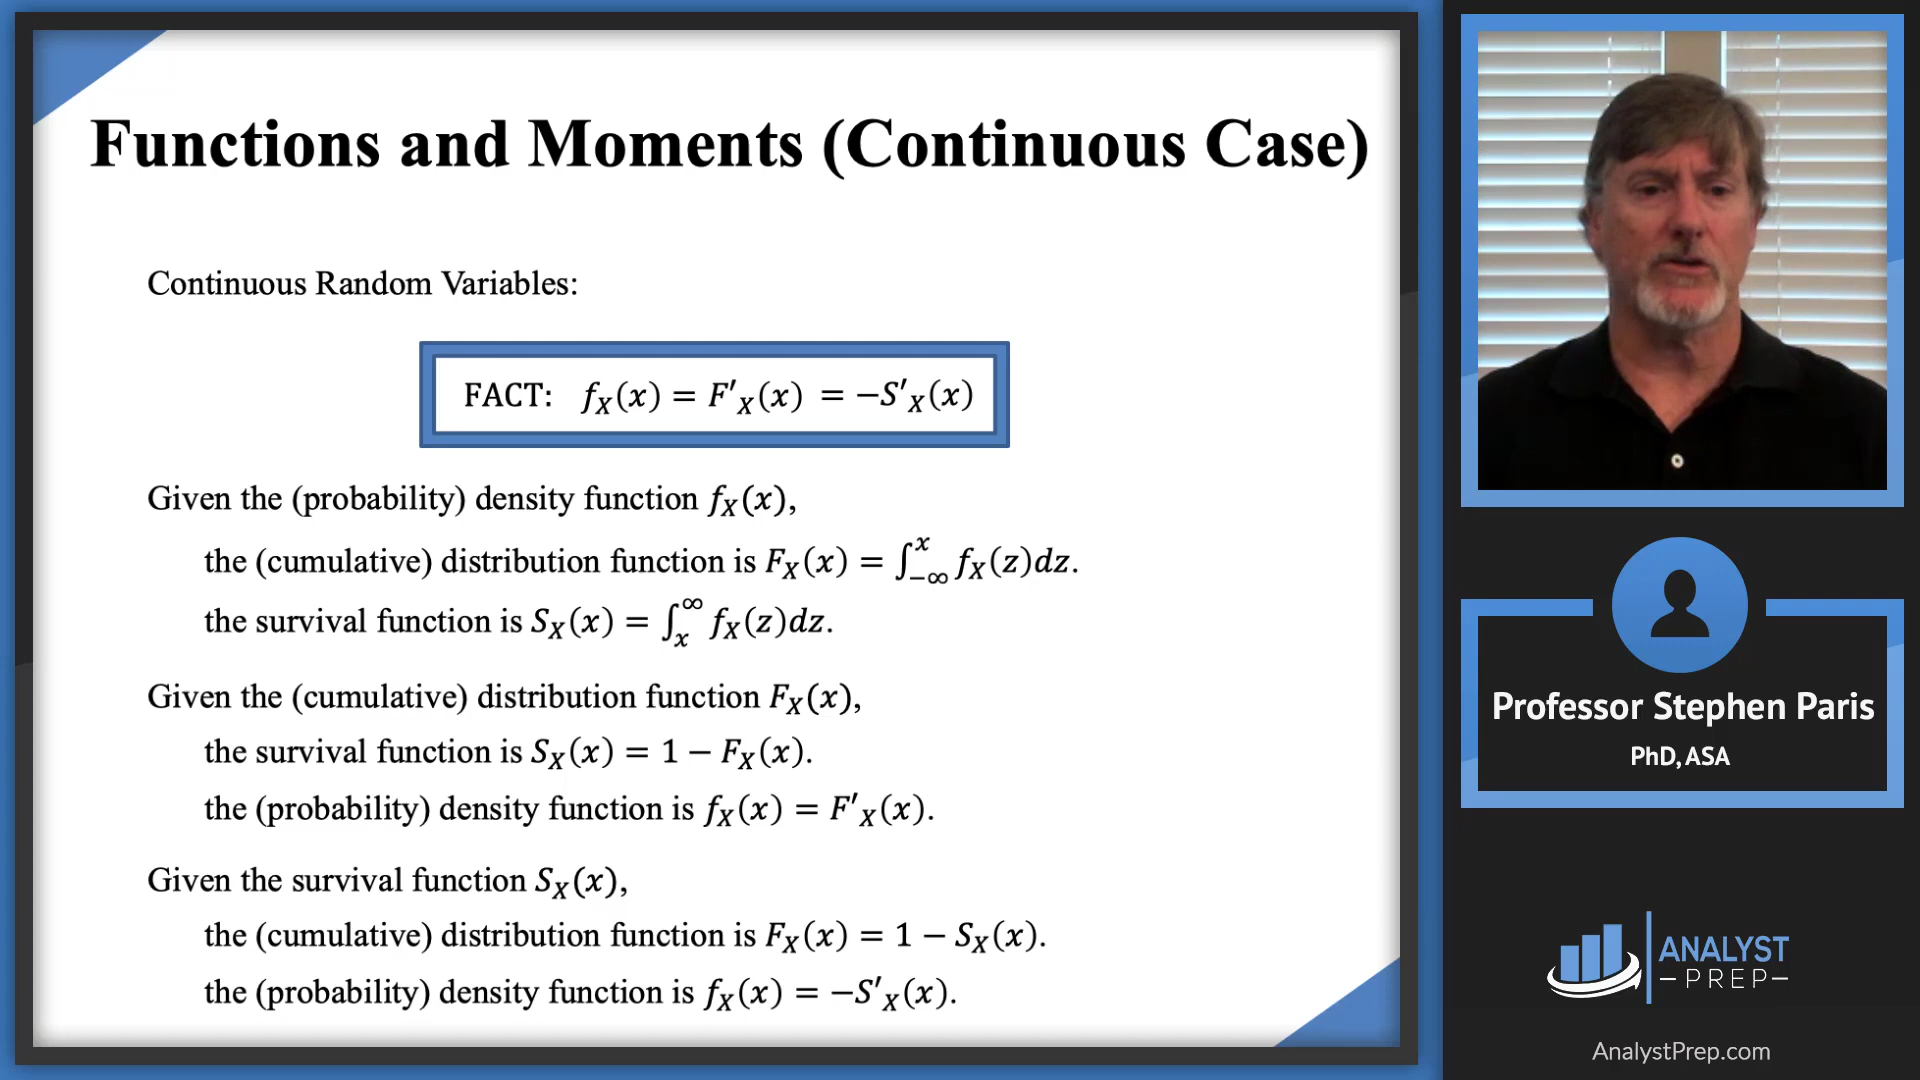 Functions and Moments (Continuous Case)
Continuous Random Variables:
FACT: f_X(x) = F'_X(x) = −S'_X(x)
Given the (probability) density function f_X(x),
the (cumulative) distribution function is F_X(x) = ∫_{−∞}^{x} f_X(z)dz.
the survival function is S_X(x) = ∫_{x}^{∞} f_X(z)dz.
Given the (cumulative) distribution function F_X(x),
the survival function is S_X(x) = 1 − F_X(x).
the (probability) density function is f_X(x) = F'_X(x).
Given the survival function S_X(x),
the (cumulative) distribution function is F_X(x) = 1 − S_X(x).
the (probability) density function is f_X(x) = −S'_X(x).
Professor Stephen Paris
PhD, ASA
ANALYST
PREP
AnalystPrep.com